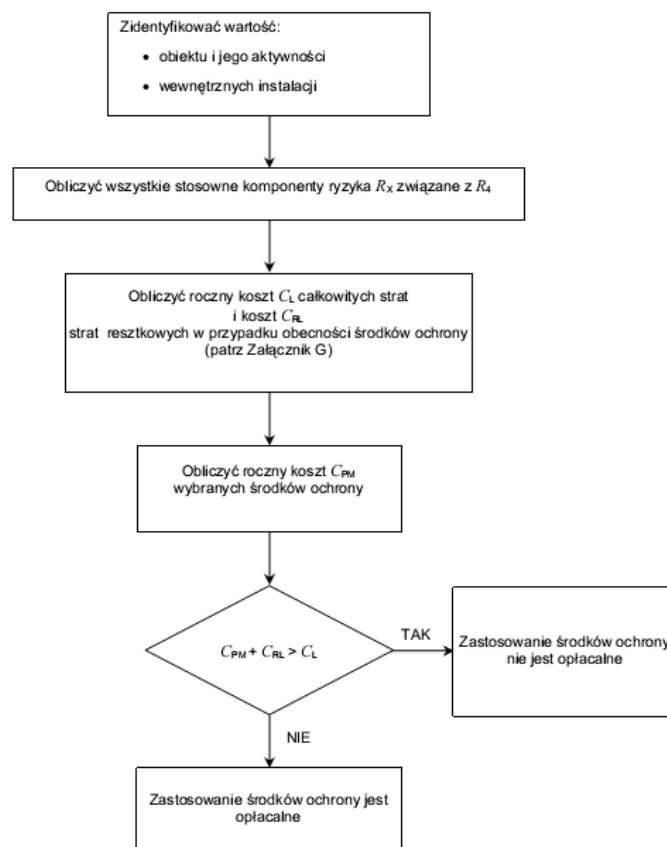 Zidentyfikować wartość:
• obiektu i jego aktywności
• wewnętrznych instalacji
Obliczyć wszystkie stosowne komponenty ryzyka Rx związane z R4
Obliczyć roczny koszt CL całkowitych strat
i koszt CRL
strat resztkowych w przypadku obecności środków ochrony
(patrz Załącznik G)
Obliczyć roczny koszt CPM
wybranych środków ochrony
CPM + CRL > CL
TAK
Zastosowanie środków ochrony
nie jest opłacalne
NIE
Zastosowanie środków ochrony jest
opłacalne